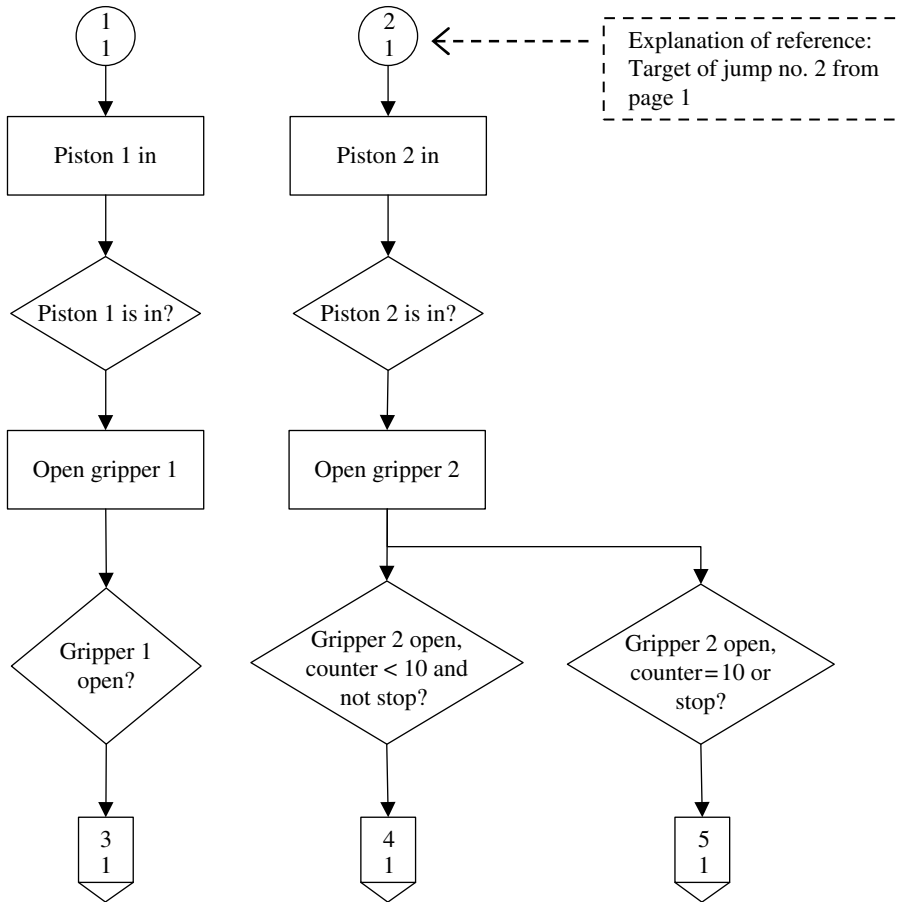 1
1
2
1
Explanation of reference:
Target of jump no. 2 from
page 1
Piston 1 in
Piston 2 in
Piston 1 is in?
Piston 2 is in?
Open gripper 1
Open gripper 2
Gripper 1
open?
Gripper 2 open,
counter < 10 and
not stop?
Gripper 2 open,
counter=10 or
stop?
3
1
4
1
5
1